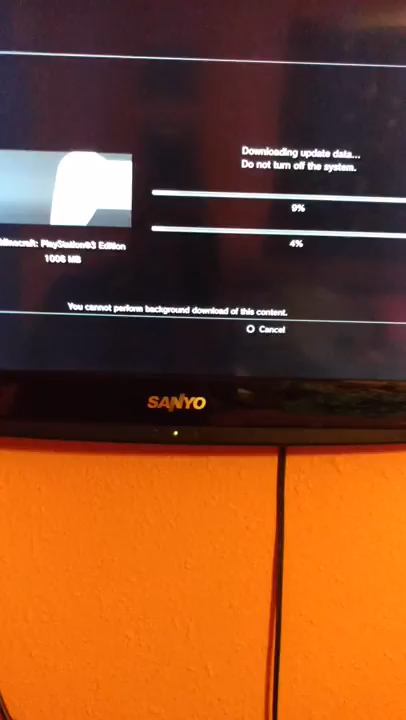 Downloading update data...
Do not turn off the system.
9%
4%
Minecraft: PlayStation®3 Edition
1008 MB
You cannot perform background download of this content.
O Cancel
SANYO